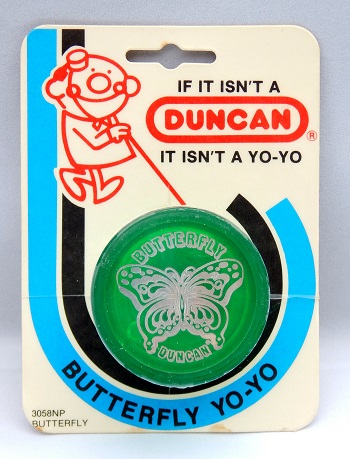 IF IT ISN'T A
DUNCAN®
IT ISN'T A YO-YO
BUTTERFLY
DUNCAN
BUTTERFLY YO-YO
3058NP
BUTTERFLY